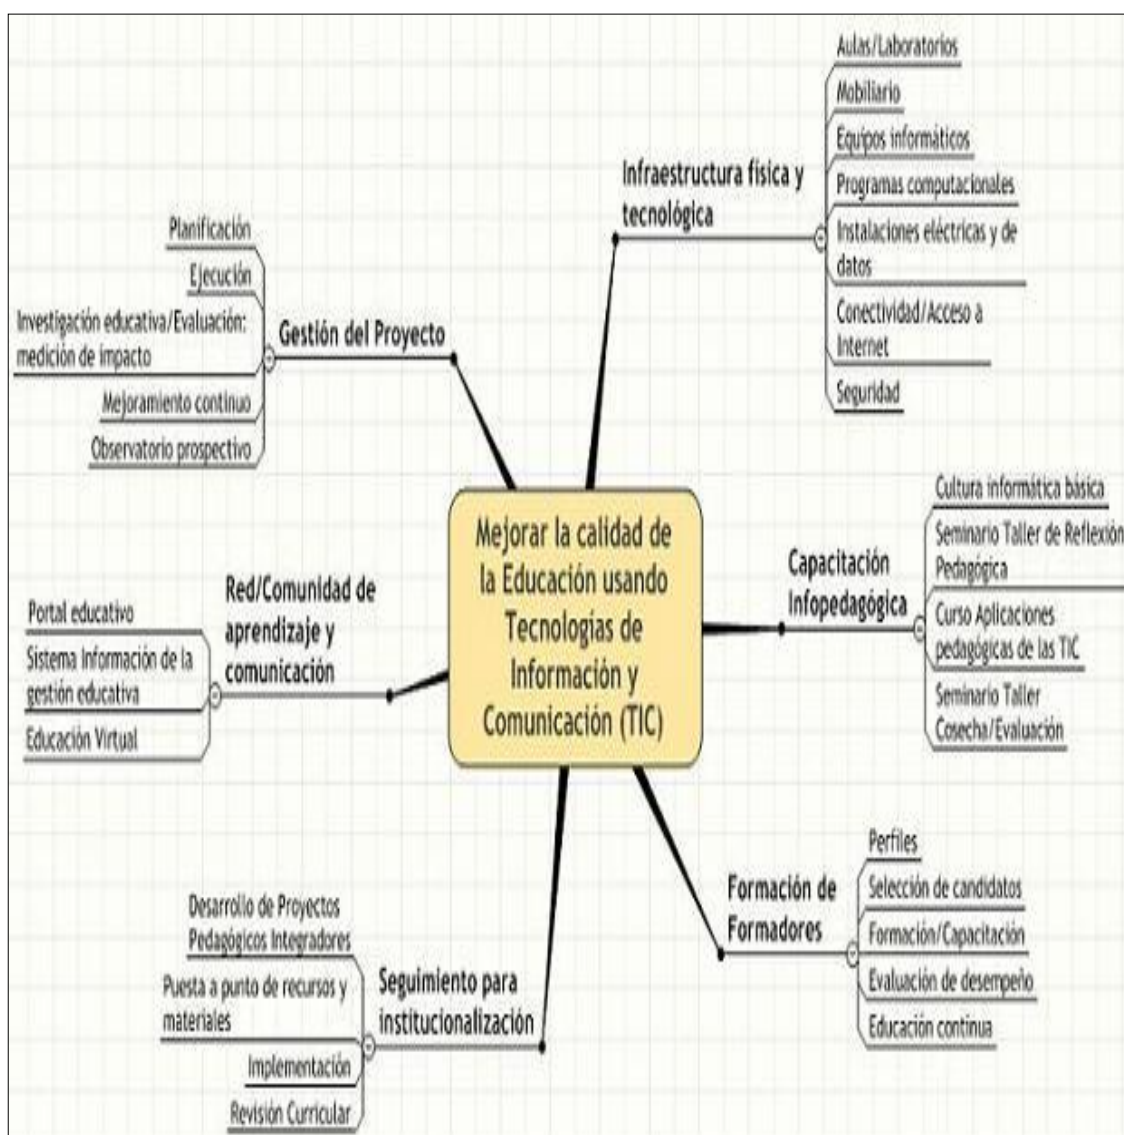 Mejorar la calidad de
la Educación usando
Tecnologías de
Información y
Comunicación (TIC)
Infraestructura física y
tecnológica
Aulas/Laboratorios
Mobiliario
Equipos informáticos
Programas computacionales
Instalaciones eléctricas y de
datos
Conectividad/Acceso a
Internet
Seguridad
Capacitación
Infopedagógica
Cultura informática básica
Seminario Taller de Reflexión
Pedagógica
Curso Aplicaciones
pedagógicas de las TIC
Seminario Taller
Cosecha/Evaluación
Formación de
Formadores
Perfiles
Selección de candidatos
Formación/Capacitación
Evaluación de desempeño
Educación continua
Seguimiento para
institucionalización
Desarrollo de Proyectos
Pedagógicos Integradores
Puesta a punto de recursos y
materiales
Implementación
Revisión Curricular
Red/Comunidad de
aprendizaje y
comunicación
Portal educativo
Sistema Información de la
gestión educativa
Educación Virtual
Gestión del Proyecto
Planificación
Ejecución
Investigación educativa/Evaluación:
medición de impacto
Mejoramiento continuo
Observatorio prospectivo